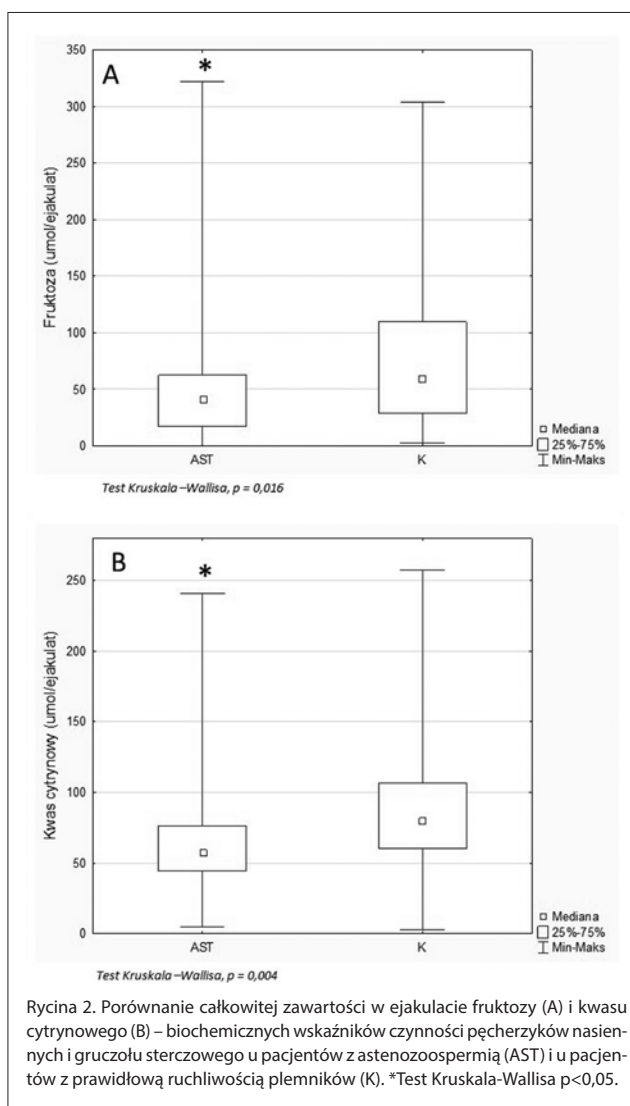 350
A
*
300
250
200
150
100
50
0
Fruktoza (umol/ejakulat)
AST
K
Mediana
25%-75%
Min-Maks
Test Kruskala –Wallisa, p = 0,016
B
*
250
200
150
100
50
0
Kwas cytrynowy (umol/ejakulat)
AST
K
Mediana
25%-75%
Min-Maks
Test Kruskala –Wallisa, p = 0,004
Rycina 2. Porównanie całkowitej zawartości w ejakulacie fruktozy (A) i kwasu
cytrynowego (B) – biochemicznych wskaźników czynności pęcherzyków nasien-
nych i gruczołu sterczowego u pacjentów z astenozoospermią (AST) i u pacjen-
tów z prawidłową ruchliwością plemników (K). *Test Kruskala-Wallisa p<0,05.